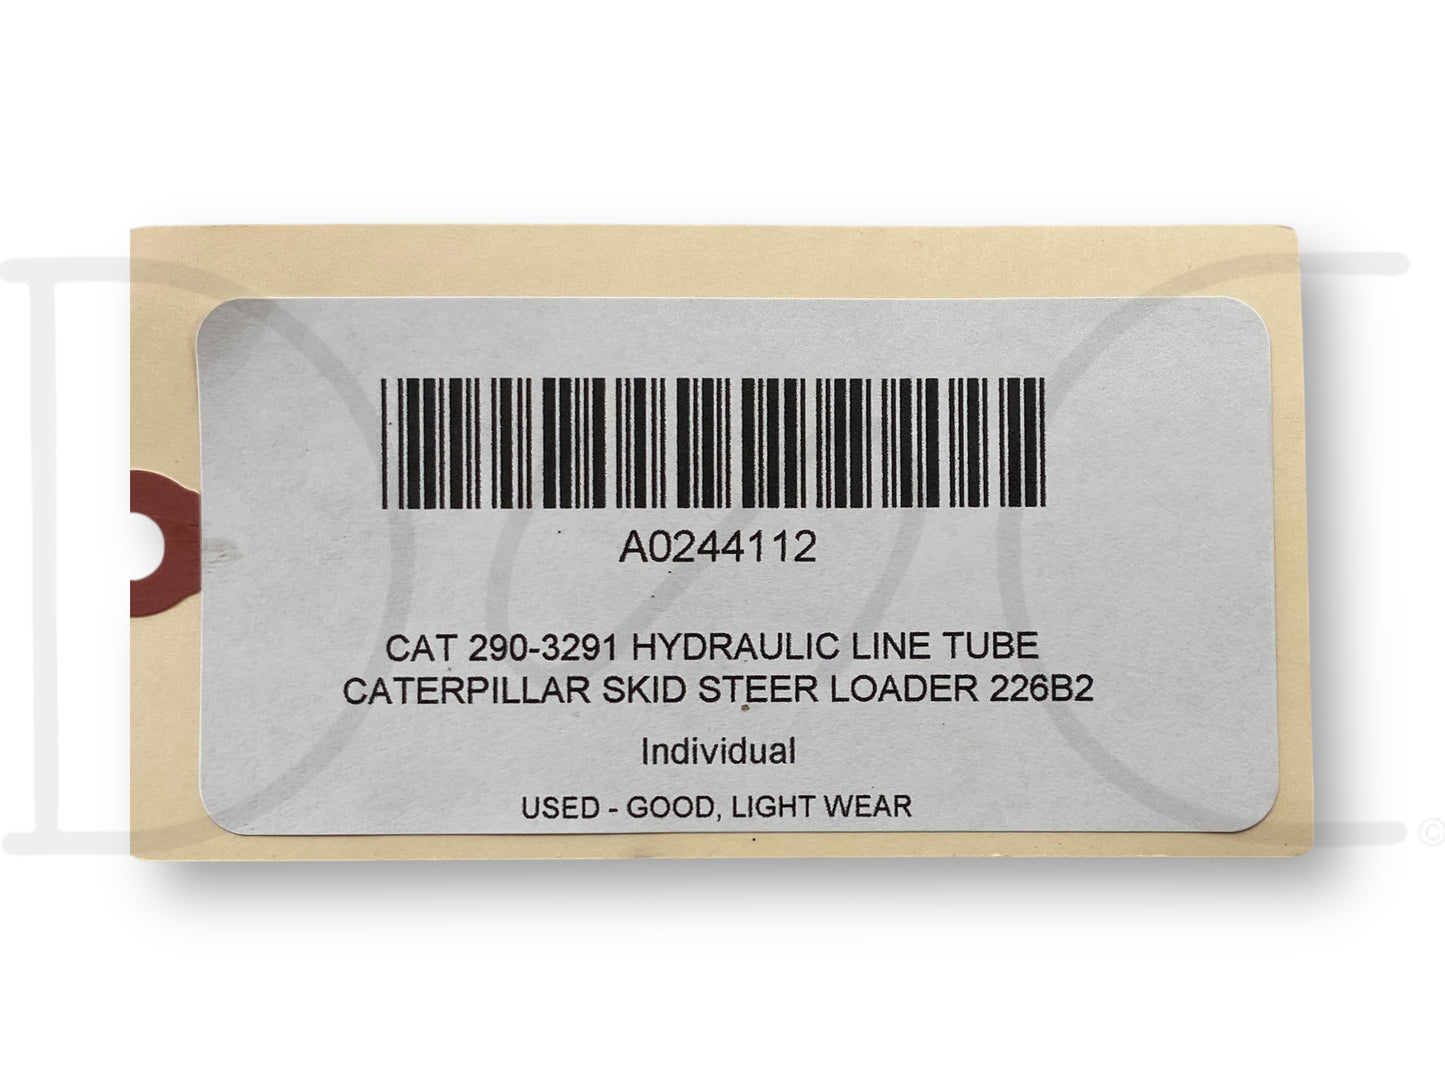 A0244112
CAT 290-3291 HYDRAULIC LINE TUBE
CATERPILLAR SKID STEER LOADER 226B2
Individual
USED - GOOD, LIGHT WEAR
©